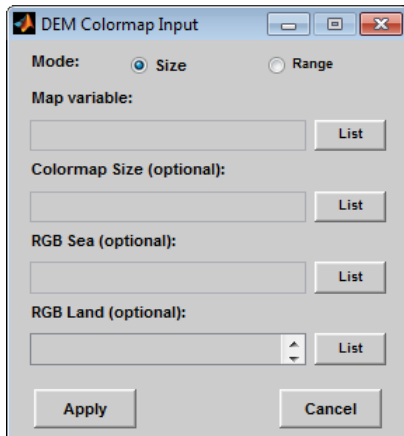 DEM Colormap Input
Mode: Size Range
Map variable:
List
Colormap Size (optional):
List
RGB Sea (optional):
List
RGB Land (optional):
List
Apply Cancel